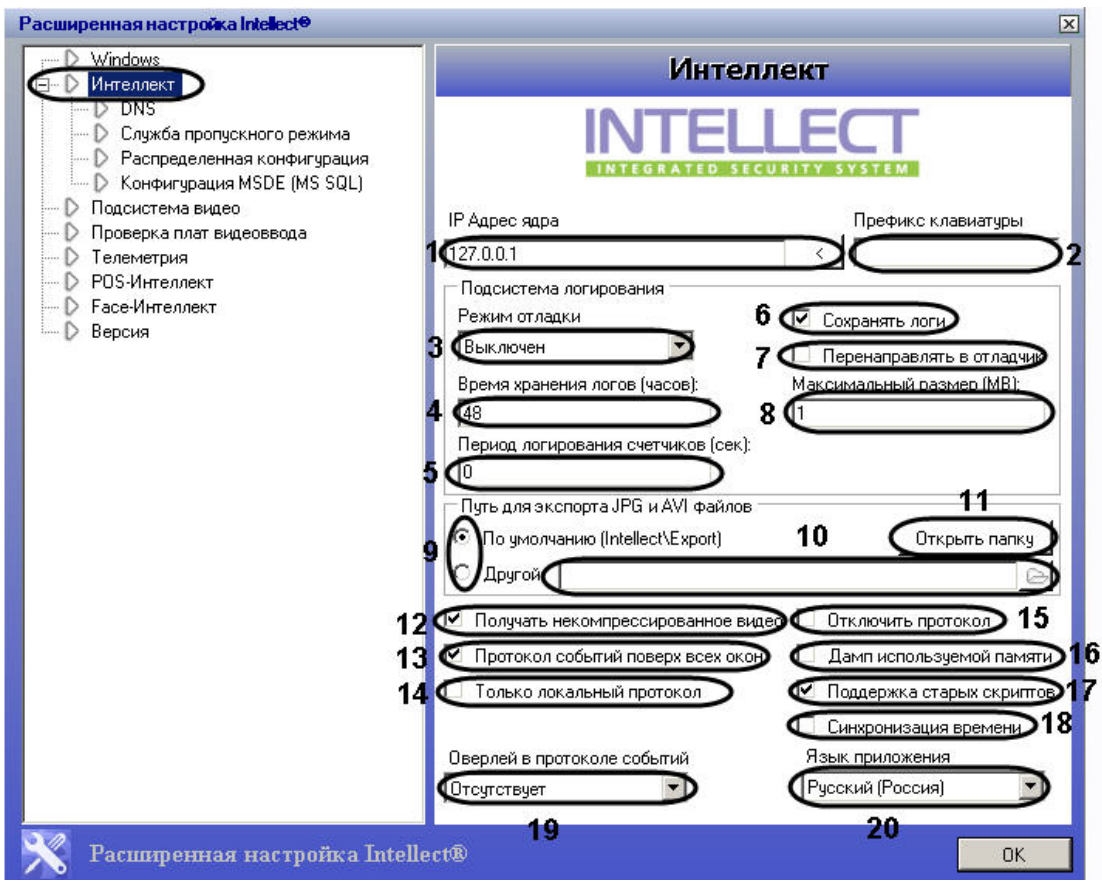 Расширенная настройка Intellect®
Windows
Интеллект
DNS
Служба пропускного режима
Распределенная конфигурация
Конфигурация MSDE (MS SQL)
Подсистема видео
Проверка плат видеоввода
Телеметрия
POS-Интеллект
Face-Интеллект
Версия
Интеллект
INTELLECT
INTEGRATED SECURITY SYSTEM
IP Адрес ядра
Префикс клавиатуры
1 127.0.0.1 <
2
Подсистема логирования
Режим отладки
3 Выключен
6 Сохранять логи
7 Перенаправлять в отладчик
Время хранения логов (часов):
Максимальный размер (MB):
4 48
8 1
Период логирования счетчиков (сек):
5 0
Путь для экспорта JPG и AVI файлов
11
9
По умолчанию (Intellect\Export)
10
Открыть папку
Другой
12 Получать некомпрессированное видео
Отключить протокол 15
13 Протокол событий поверх всех окон
Дамп используемой памяти 16
14 Только локальный протокол
Поддержка старых скриптов 17
Синхронизация времени 18
Оверлей в протоколе событий
Язык приложения
Отсутствует
Русский (Россия)
19
20
Расширенная настройка Intellect®
OK